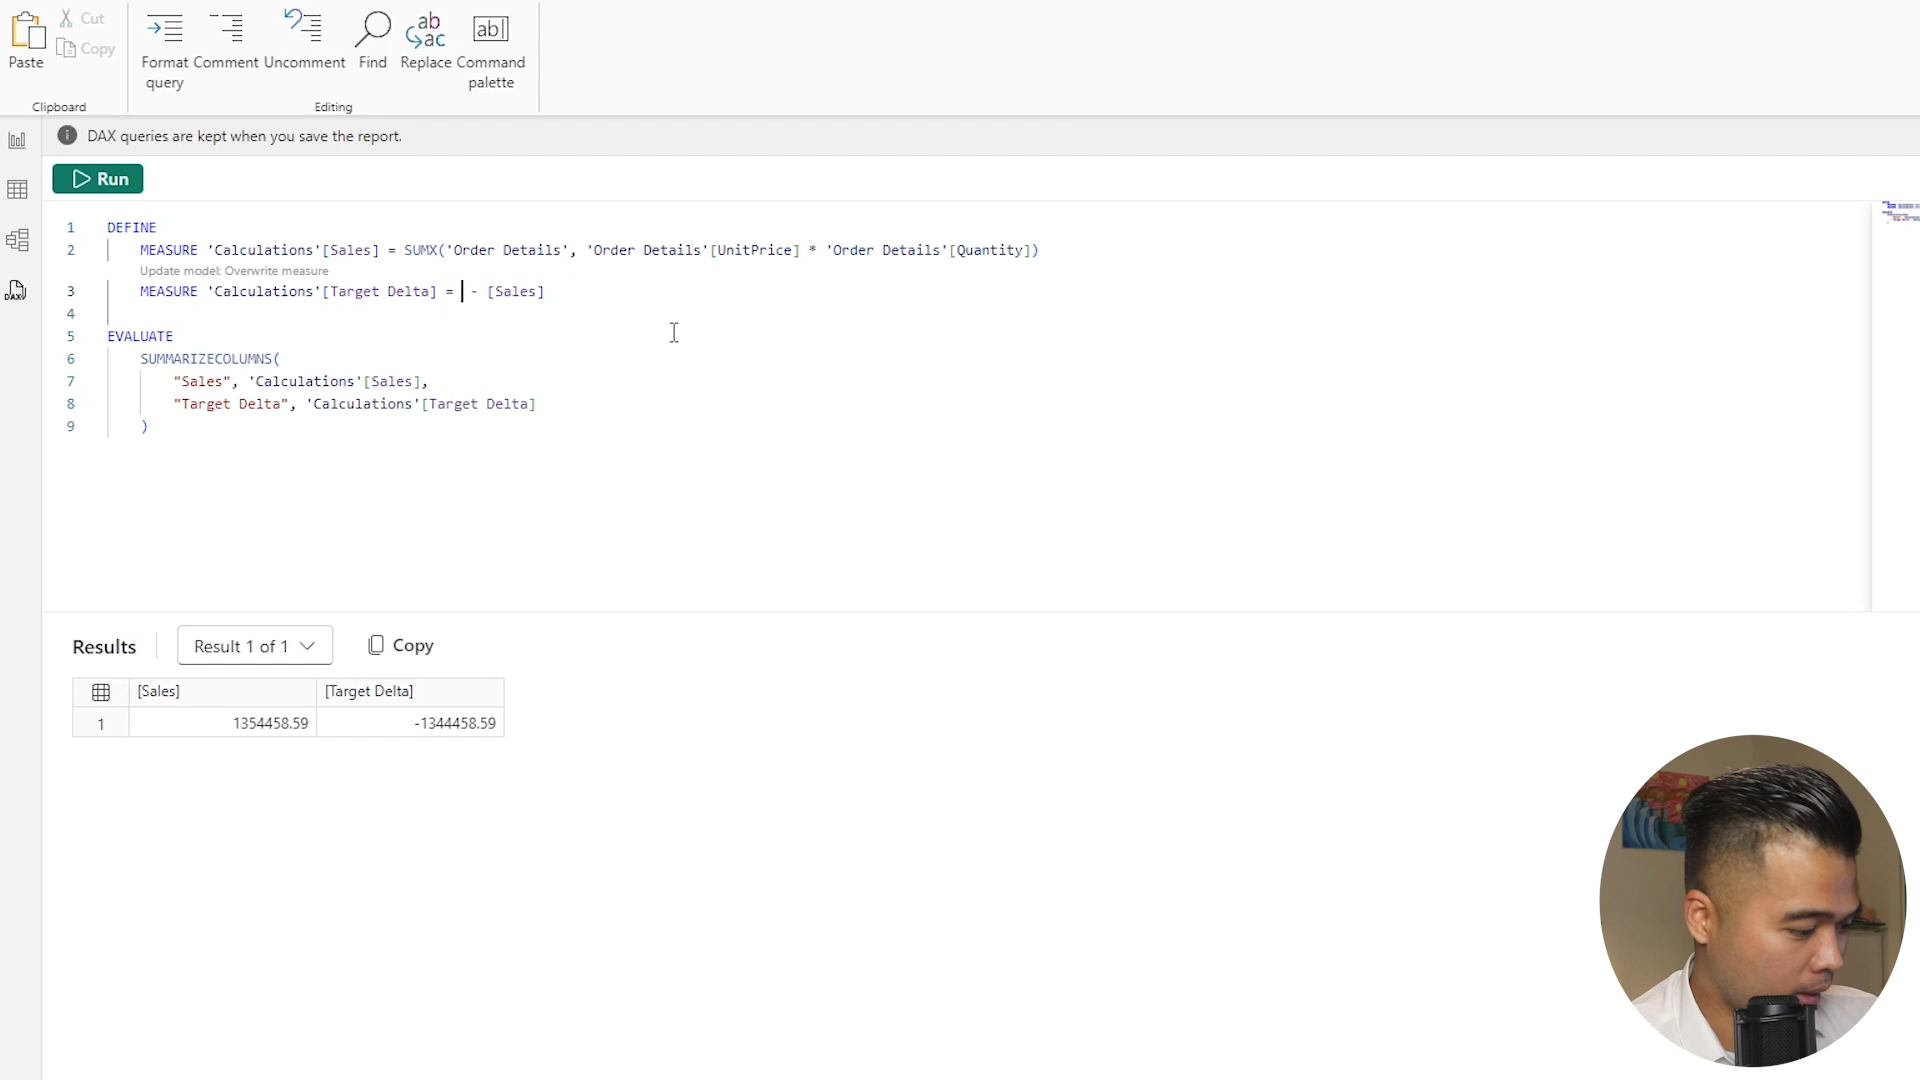 Paste
Cut
Copy
Clipboard
Format query
Comment
Uncomment
Find
ab
ac
Replace
ab
Command palette
Editing
DAX queries are kept when you save the report.
DAX
Run
1 DEFINE
2 MEASURE 'Calculations'[Sales] = SUMX('Order Details', 'Order Details'[UnitPrice] * 'Order Details'[Quantity])
Update model: Overwrite measure
3 MEASURE 'Calculations'[Target Delta] = - [Sales]
4
5 EVALUATE
6 SUMMARIZECOLUMNS(
7 "Sales", 'Calculations'[Sales],
8 "Target Delta", 'Calculations'[Target Delta]
9 )
Results
Result 1 of 1
Copy
[Sales] [Target Delta]
1 1354458.59 -1344458.59